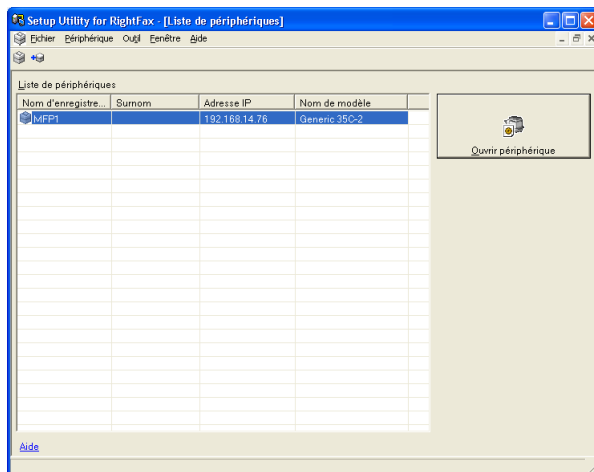 Setup Utility for RightFax - [Liste de périphériques]
Fichier Périphérique Outil Fenêtre Aide
Liste de périphériques
Nom d'enregistre... Surnom Adresse IP Nom de modèle
MFP1 192.168.14.76 Generic 35C-2
Ouvrir périphérique
Aide